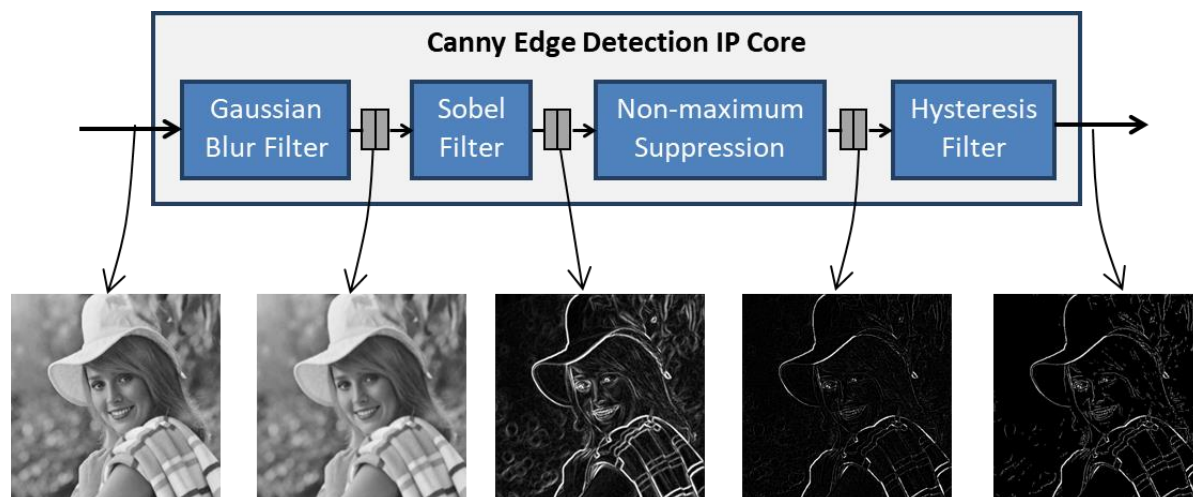 Canny Edge Detection IP Core
Gaussian
Blur Filter
Sobel
Filter
Non-maximum
Suppression
Hysteresis
Filter